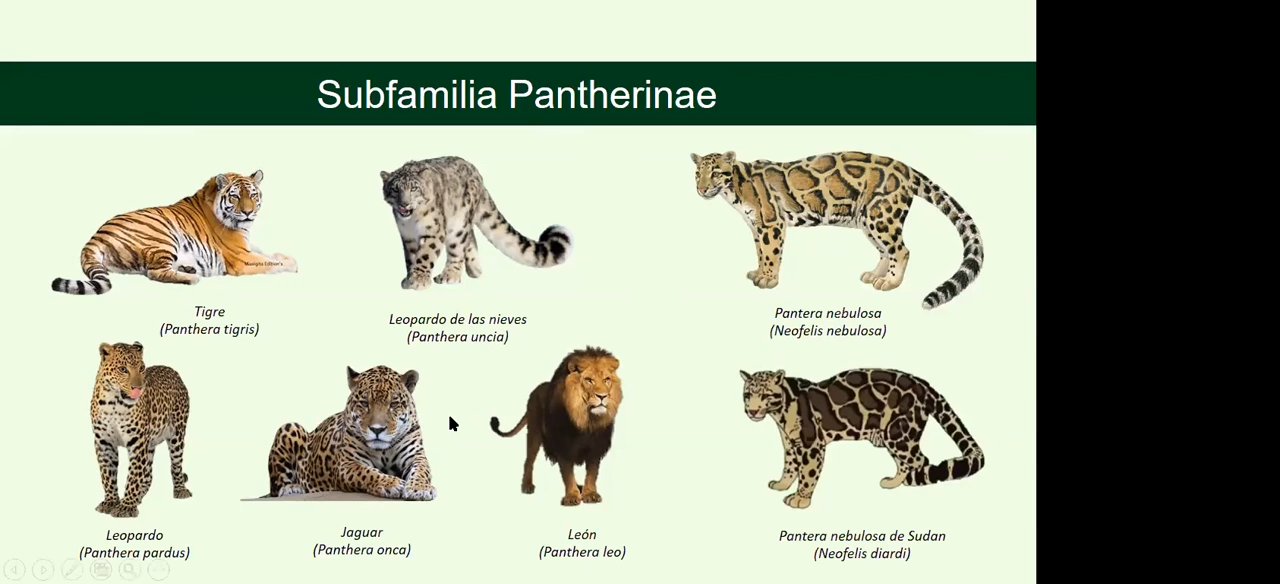 Subfamilia Pantherinae
Tigre
(Panthera tigris)
Leopardo de las nieves
(Panthera uncia)
Pantera nebulosa
(Neofelis nebulosa)
Leopardo
(Panthera pardus)
Jaguar
(Panthera onca)
León
(Panthera leo)
Pantera nebulosa de Sudan
(Neofelis diardi)